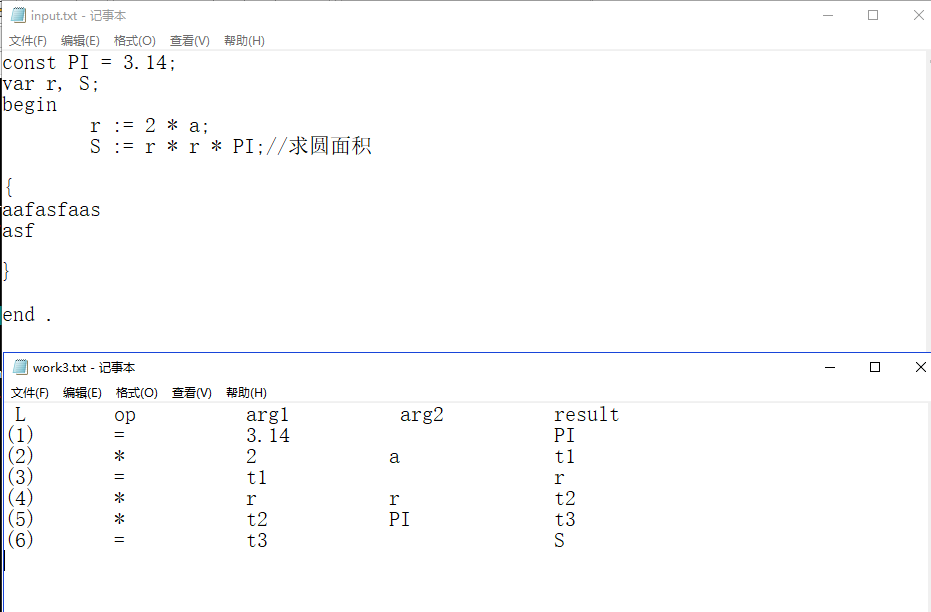 input.txt - 记事本
文件(F) 编辑(E) 格式(O) 查看(V) 帮助(H)
const PI = 3.14;
var r, S;
begin
r := 2 * a;
S := r * r * PI;//求圆面积
{
aafasfaas
asf
}
end .
work3.txt - 记事本
文件(F) 编辑(E) 格式(O) 查看(V) 帮助(H)
L op arg1 arg2 result
(1) = 3.14 PI
(2) * 2 a t1
(3) = t1 r
(4) * r r t2
(5) * t2 PI t3
(6) = t3 S